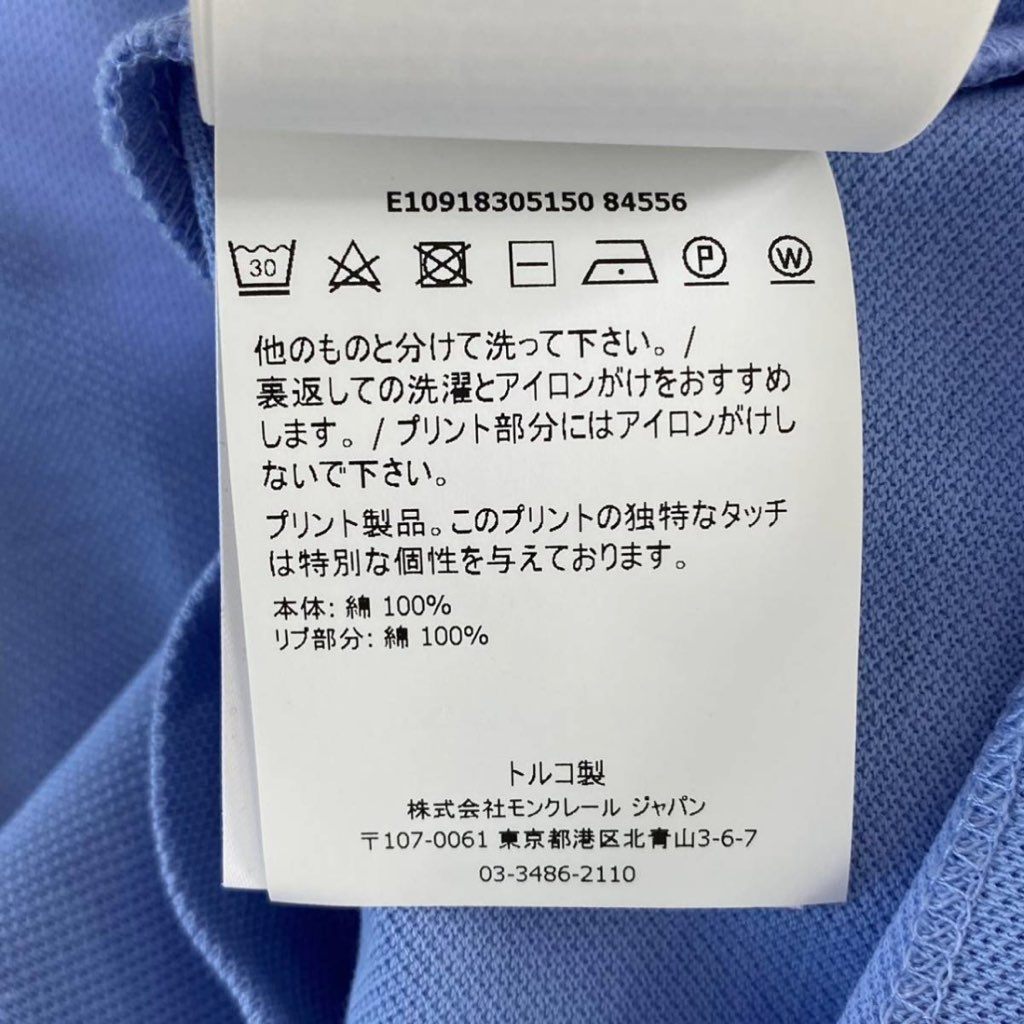 E10918305150 84556
30
P
W
他のものと分けて洗って下さい。/
裏返しての洗濯とアイロンがけをおすすめ
します。/ プリント部分にはアイロンがけし
ないで下さい。
プリント製品。このプリントの独特なタッチ
は特別な個性を与えております。
本体: 綿 100%
リブ部分: 綿 100%
トルコ製
株式会社モンクレール ジャパン
〒107-0061 東京都港区北青山3-6-7
03-3486-2110